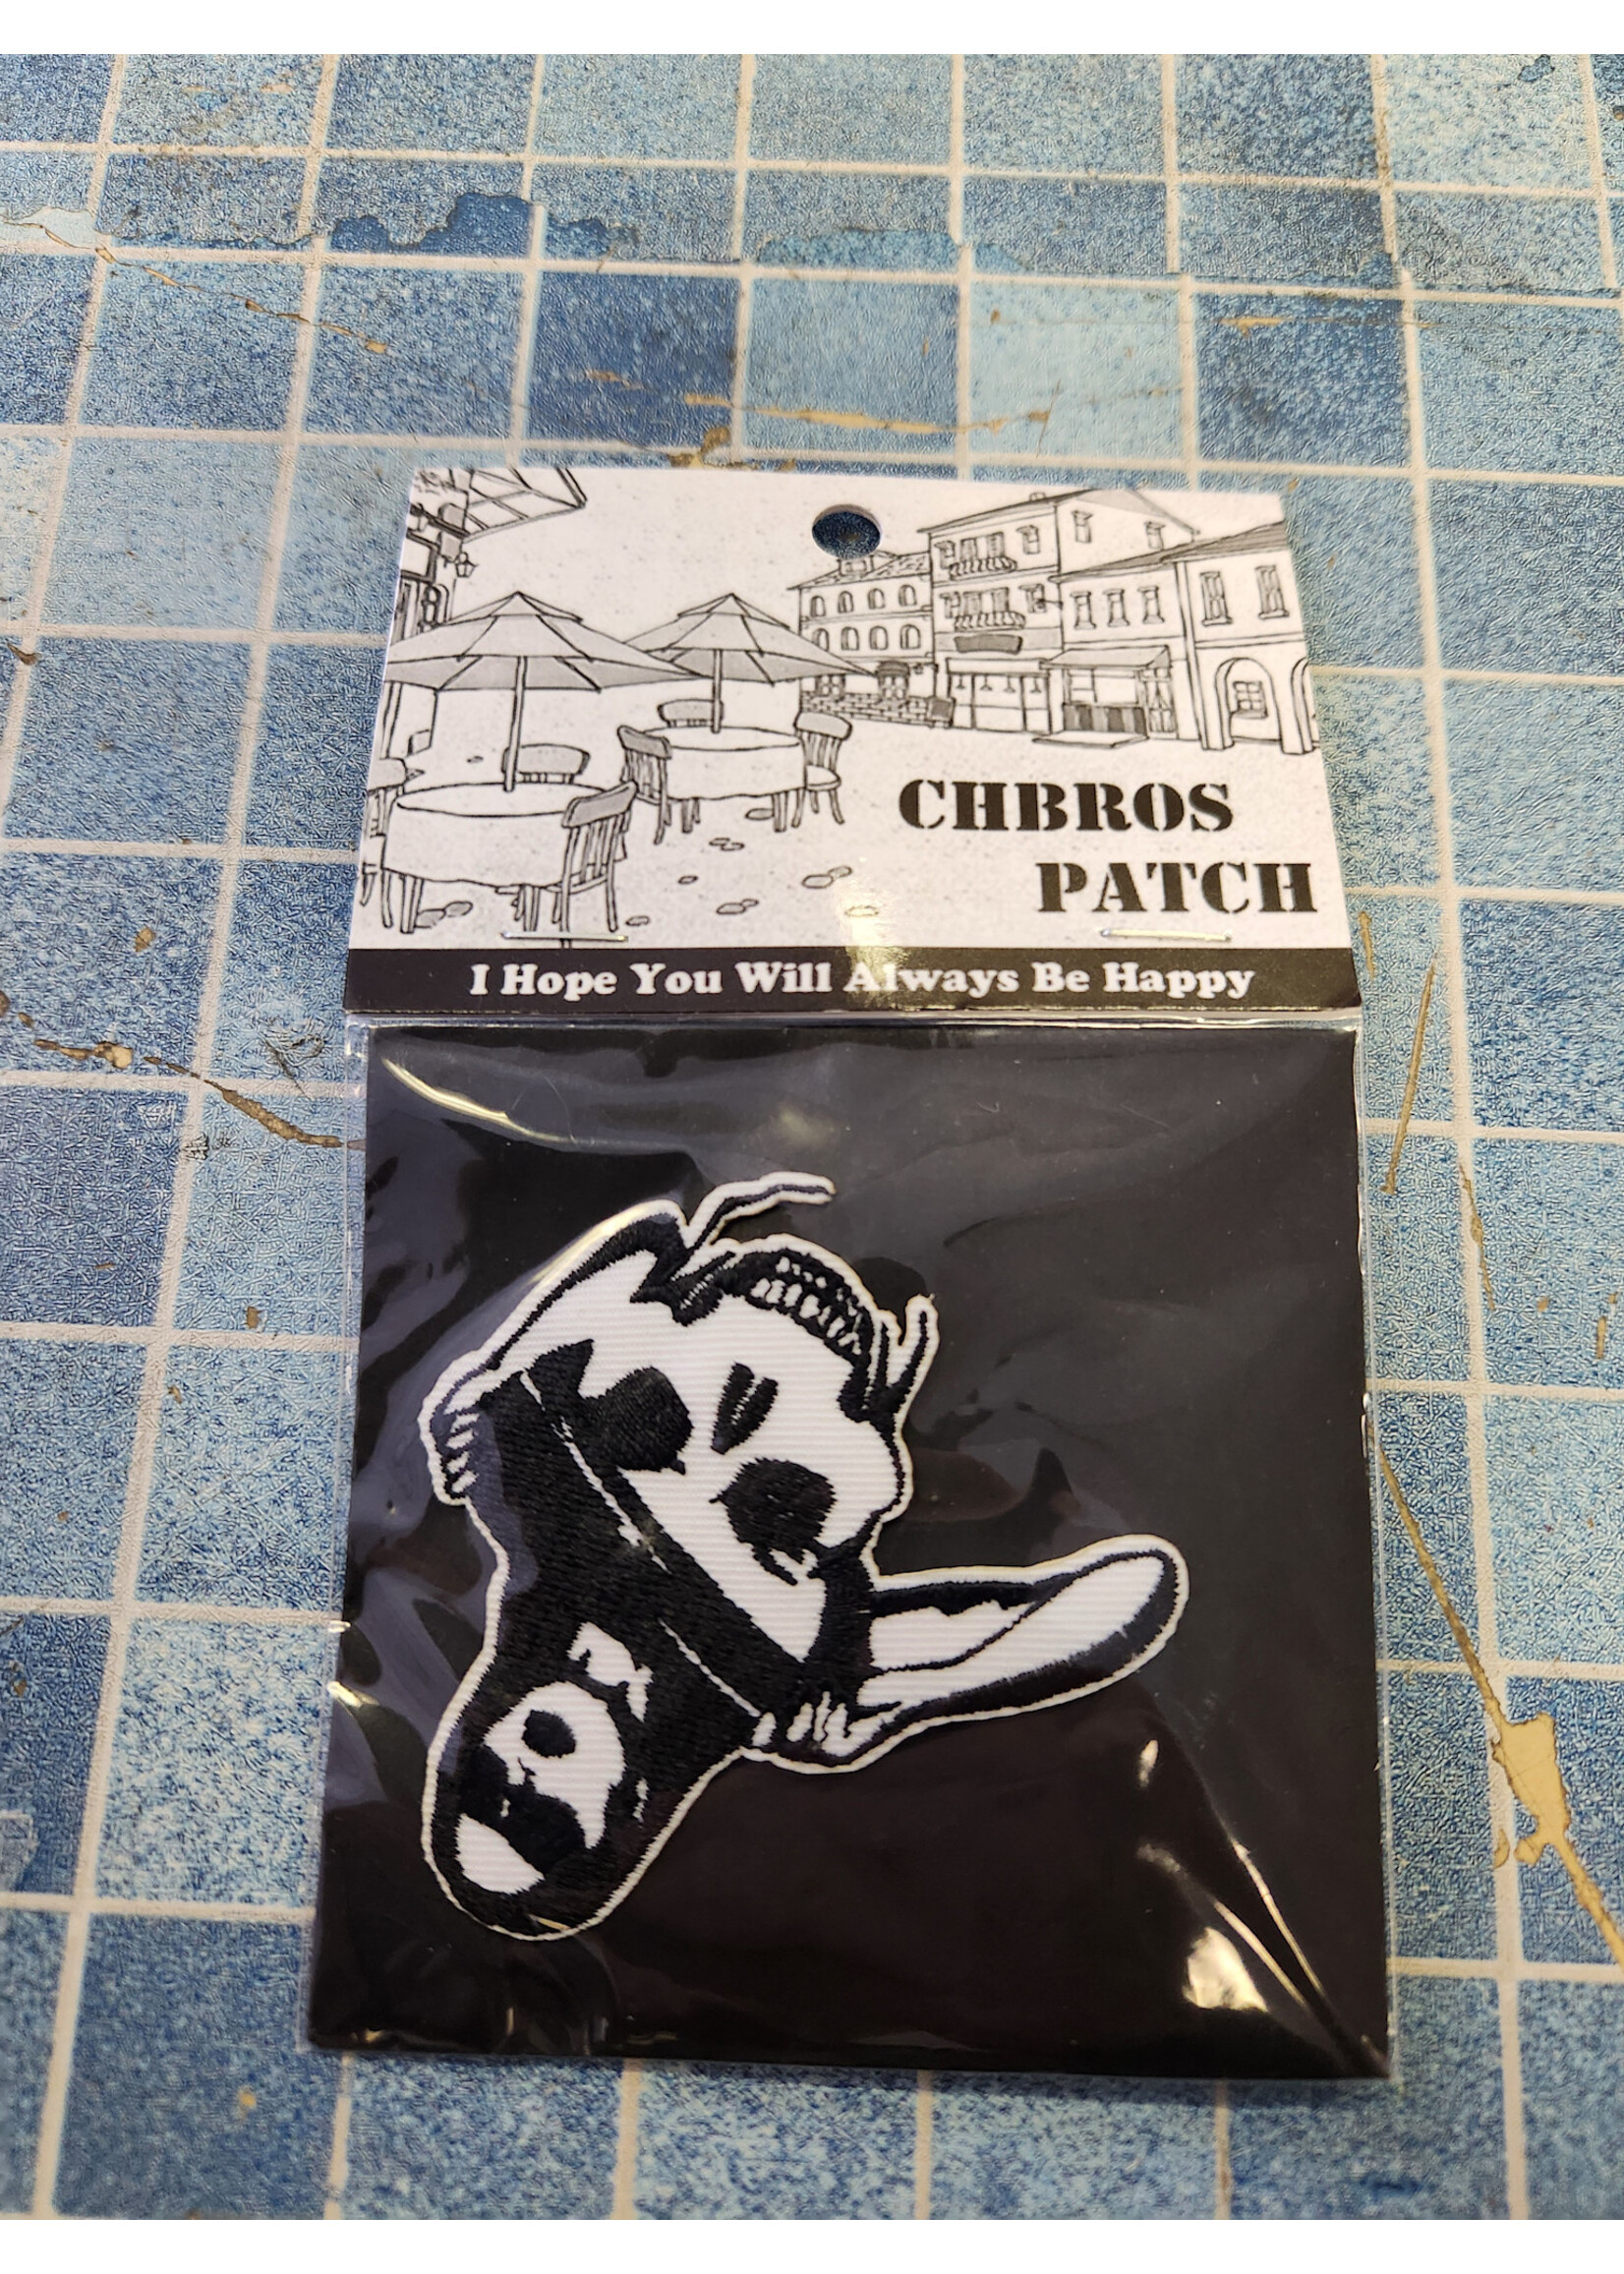 CHBROS
PATCH
I Hope You Will Always Be Happy